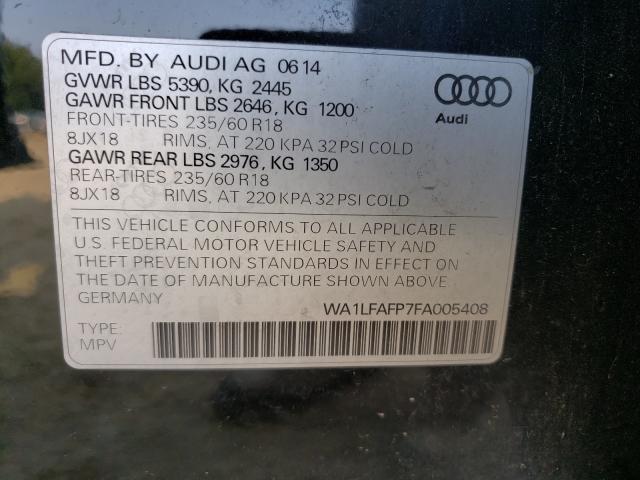 MFD. BY AUDI AG 0614
GVWR LBS 5390, KG 2445
GAWR FRONT LBS 2646, KG 1200
FRONT-TIRES 235/60 R18
8JX18 RIMS, AT 220 KPA 32 PSI COLD
GAWR REAR LBS 2976, KG 1350
REAR-TIRES 235/60 R18
8JX18 RIMS, AT 220 KPA 32 PSI COLD
Audi
THIS VEHICLE CONFORMS TO ALL APPLICABLE
U.S. FEDERAL MOTOR VEHICLE SAFETY AND
THEFT PREVENTION STANDARDS IN EFFECT ON
THE DATE OF MANUFACTURE SHOWN ABOVE
GERMANY
WA1LFAFP7FA005408
TYPE:
MPV